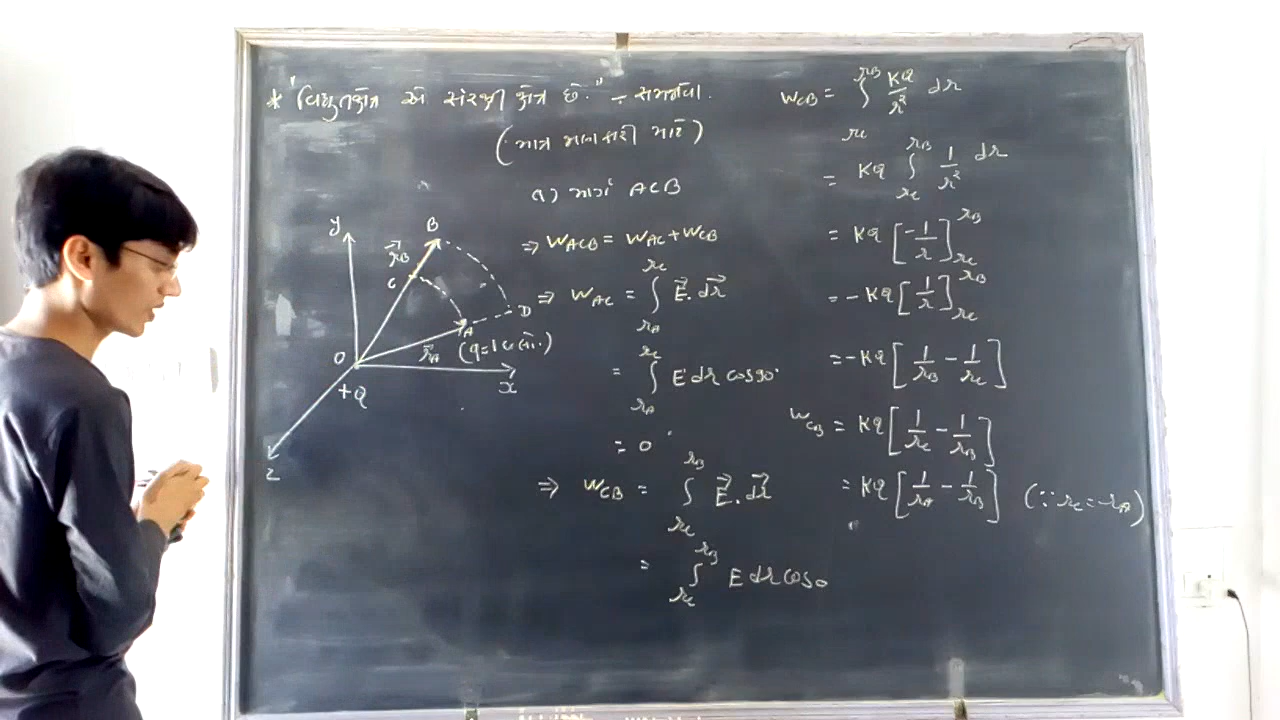 * "વિદ્યુતક્ષેત્ર એ સંરક્ષી ક્ષેત્ર છે." – સમજાવો.
(માત્ર જાણકારી માટે)
૧) માર્ગ ACB
⇒ W_ACB = W_AC + W_CB
⇒ W_AC = ∫_{r_A}^{r_C} E⃗ · dr⃗
= ∫_{r_A}^{r_C} E dr cos90°
= 0
⇒ W_CB = ∫_{r_C}^{r_B} E⃗ · dr⃗
= ∫_{r_C}^{r_B} E dr cos0
W_CB = ∫_{r_C}^{r_B} KQ/r² dr
= KQ ∫_{r_C}^{r_B} 1/r² dr
= KQ [-1/r]_{r_C}^{r_B}
= -KQ [1/r]_{r_C}^{r_B}
= -KQ [1/r_B - 1/r_C]
W_CB = KQ [1/r_C - 1/r_B]
= KQ [1/r_A - 1/r_B] (∵ r_C = r_A)
y
B
r⃗_B
C
D
A
r⃗_A (q=1
O
+Q
x
z